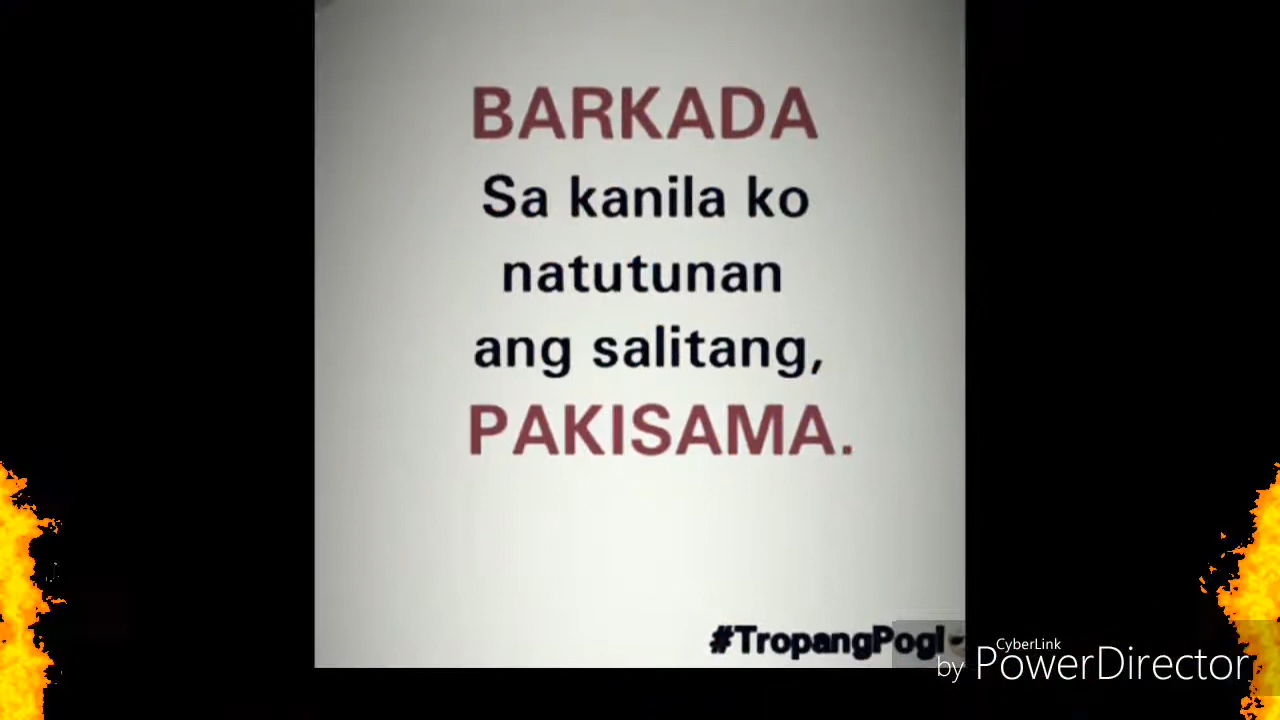 BARKADA
Sa kanila ko
natutunan
ang salitang,
PAKISAMA.
#TropangPogI
CyberLink
by PowerDirector